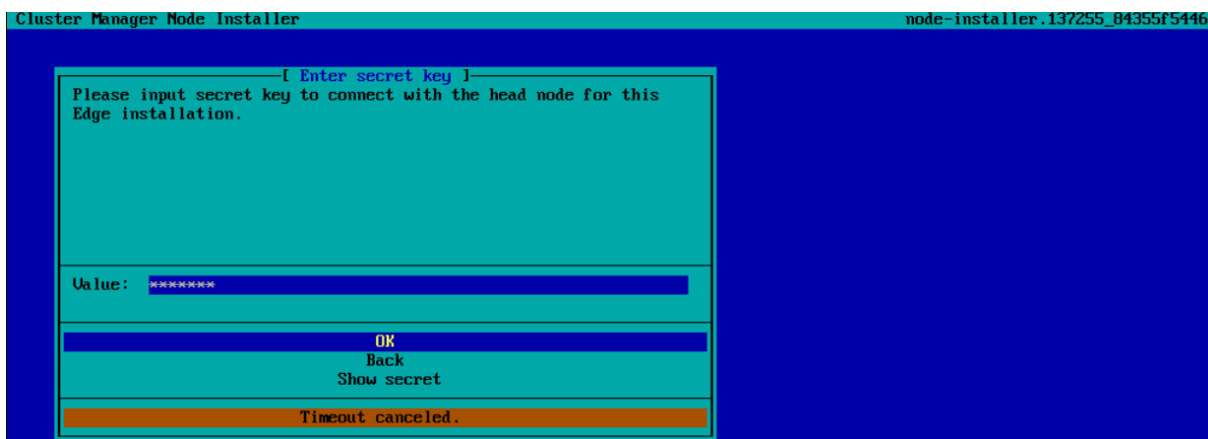 Cluster Manager Node Installer node-installer.137255_84355f5446
[ Enter secret key ]
Please input secret key to connect with the head node for this
Edge installation.
Value: *******
OK
Back
Show secret
Timeout canceled.